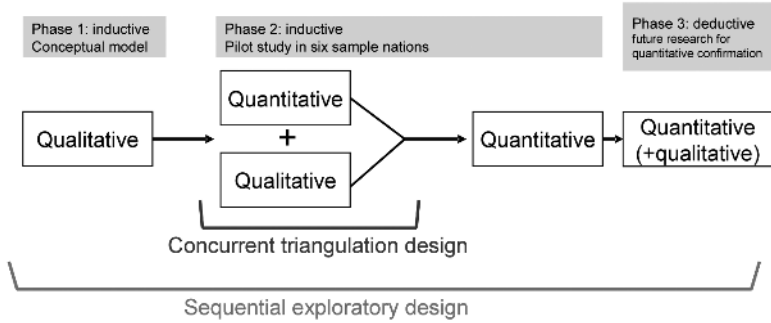 Phase 1: inductive
Conceptual model
Phase 2: inductive
Pilot study in six sample nations
Phase 3: deductive
future research for
quantitative confirmation
Qualitative
Quantitative
+
Qualitative
Quantitative
Quantitative
(+qualitative)
Concurrent triangulation design
Sequential exploratory design